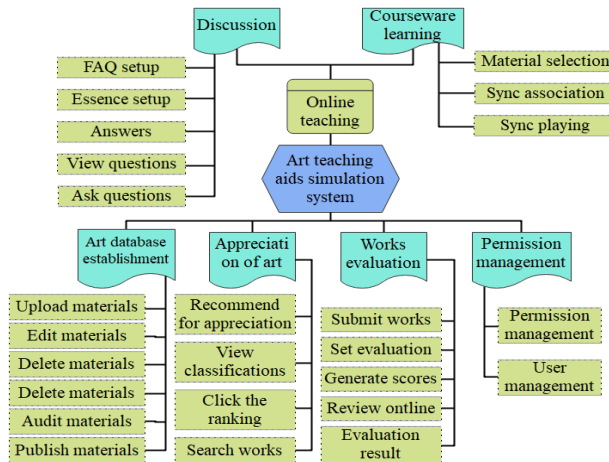 Discussion
Courseware
learning
FAQ setup
Essence setup
Answers
View questions
Ask questions
Material selection
Sync association
Sync playing
Online
teaching
Art teaching
aids simulation
system
Art database
establishment
Appreciati
on of art
Works
evaluation
Permission
management
Upload materials
Edit materials
Delete materials
Delete materials
Audit materials
Publish materials
Recommend
for appreciation
View
classifications
Click the
ranking
Search works
Submit works
Set evaluation
Generate scores
Review ontline
Evaluation
result
Permission
management
User
management